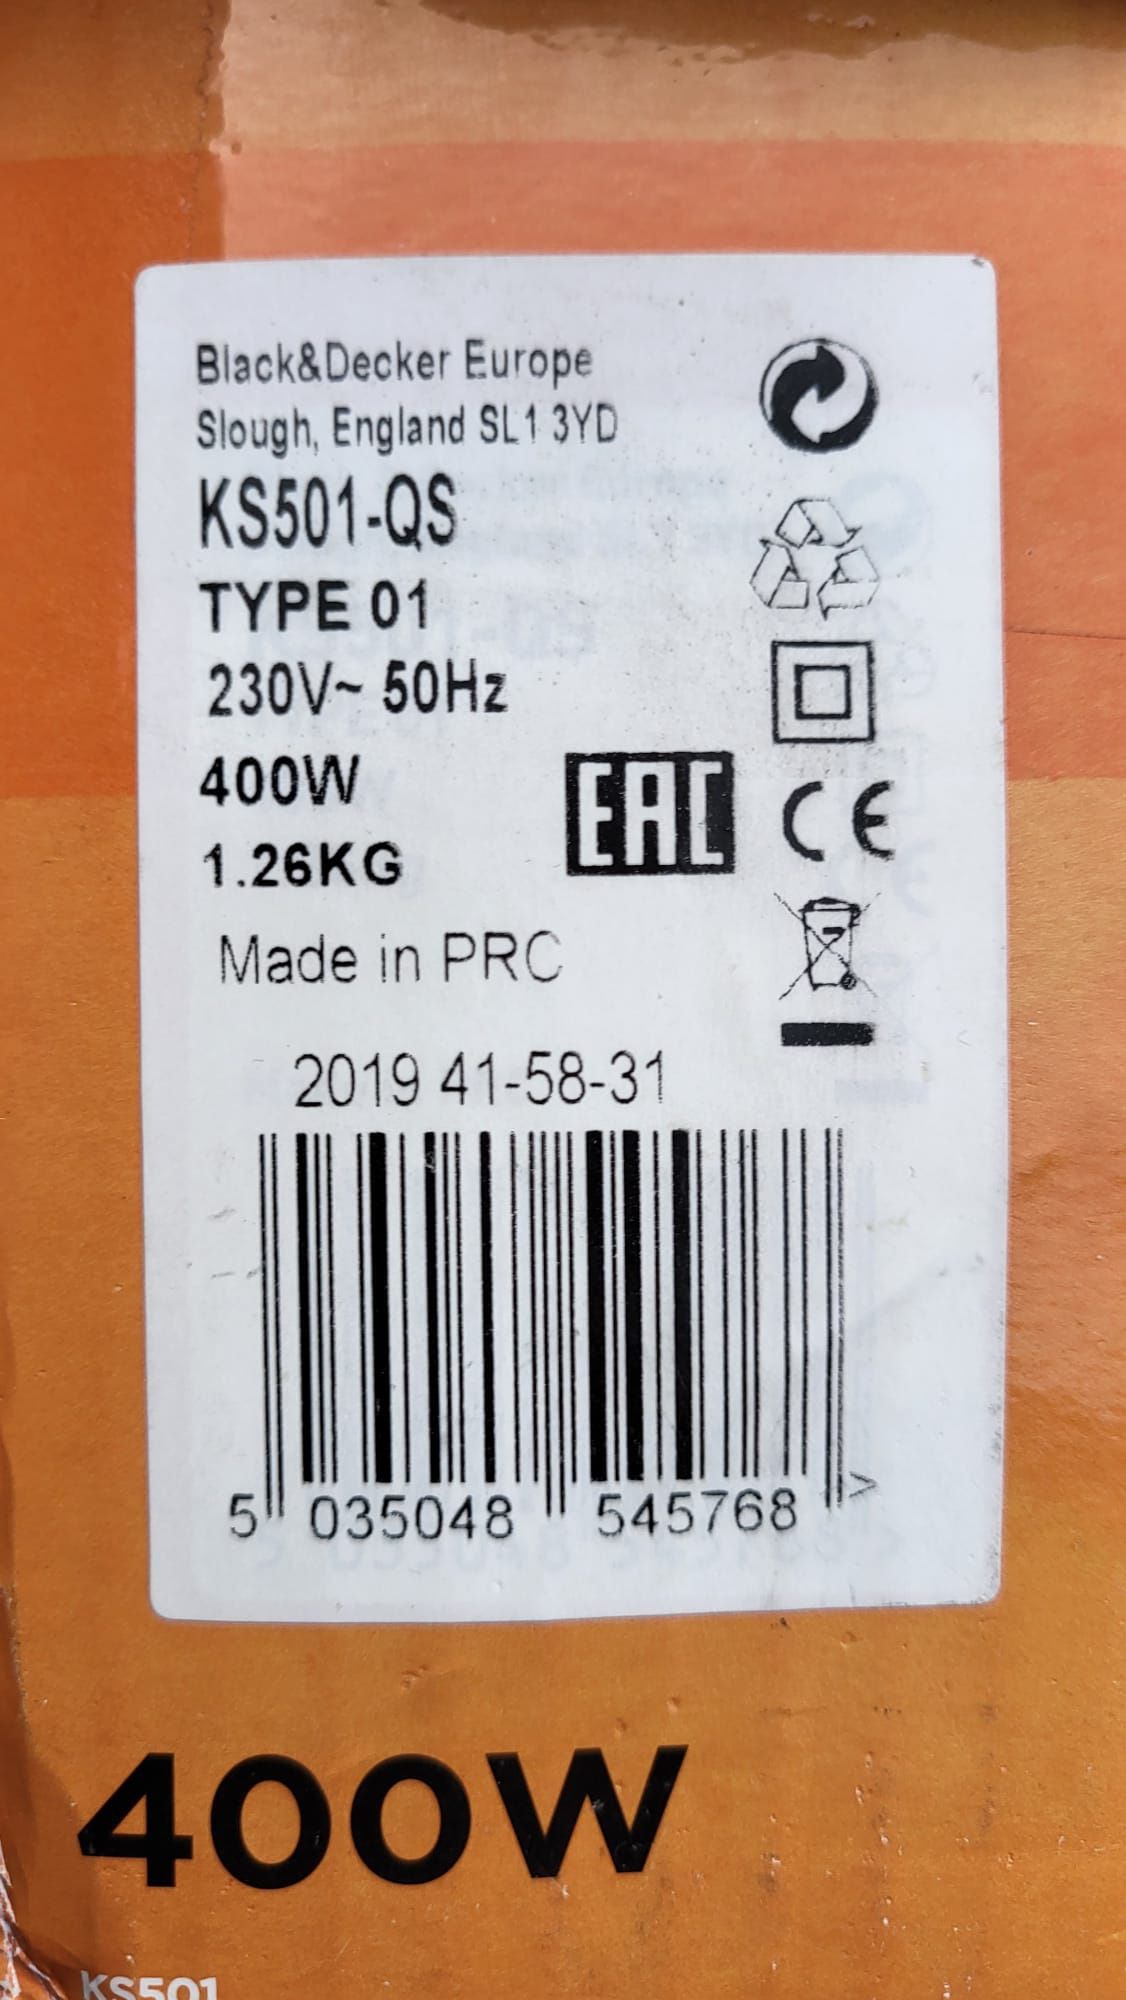 Black&Decker Europe
Slough, England SL1 3YD
KS501-QS
TYPE 01
230V~ 50Hz
400W
1.26KG
EAC CE
Made in PRC
2019 41-58-31
5 035048 545768 >
400W
KS501